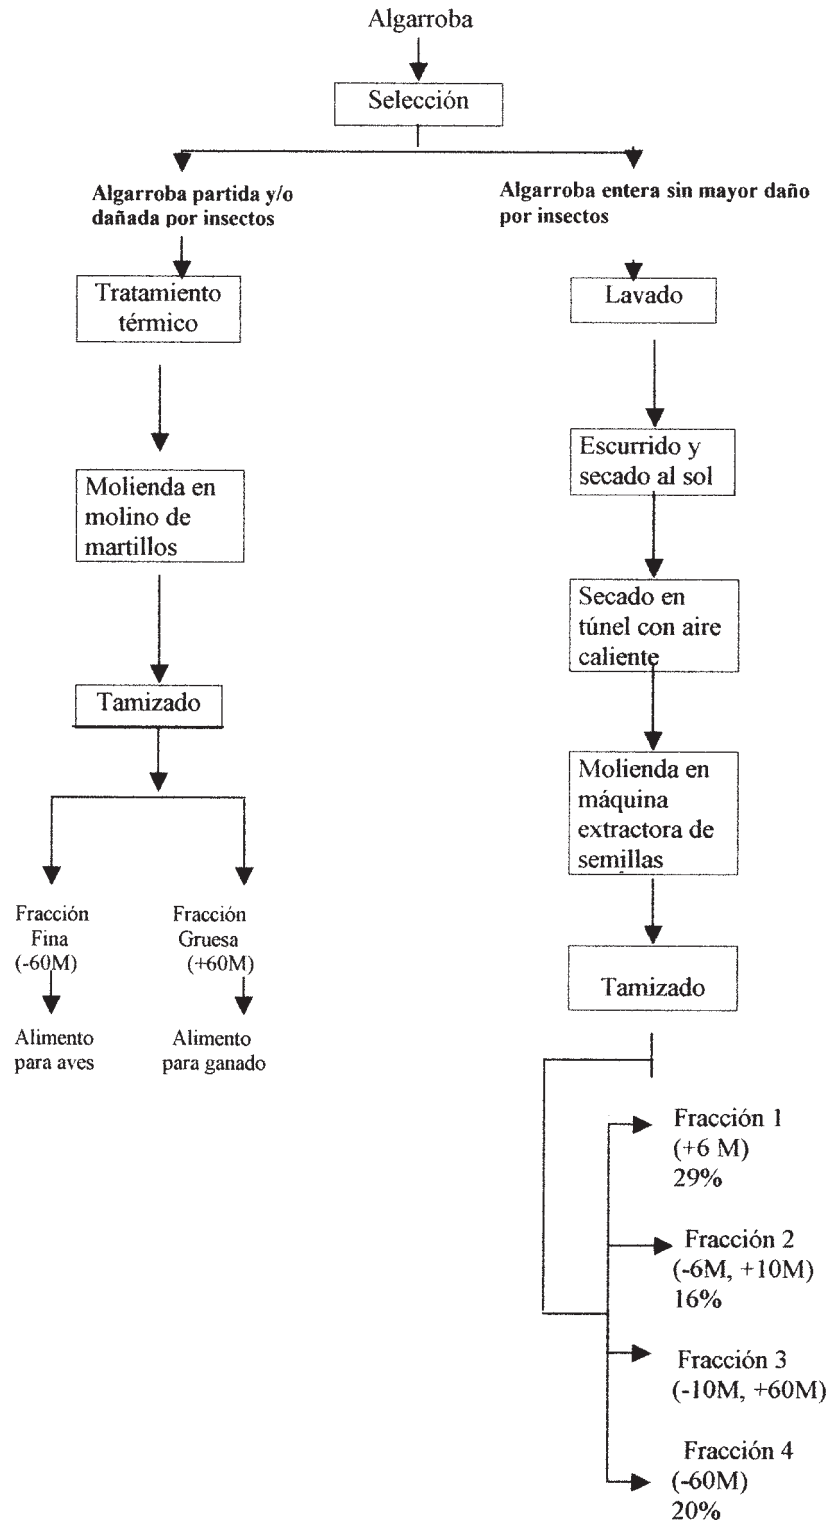 Algarroba
Selección
Algarroba partida y/o
dañada por insectos
Tratamiento
térmico
Molienda en
molino de
martillos
Tamizado
Fracción
Fina
(-60M)
Alimento
para aves
Fracción
Gruesa
(+60M)
Alimento
para ganado
Algarroba entera sin mayor daño
por insectos
Lavado
Escurrido y
secado al sol
Secado en
túnel con aire
caliente
Molienda en
máquina
extractora de
semillas
Tamizado
Fracción 1
(+6 M)
29%
Fracción 2
(-6M, +10M)
16%
Fracción 3
(-10M, +60M)
Fracción 4
(-60M)
20%